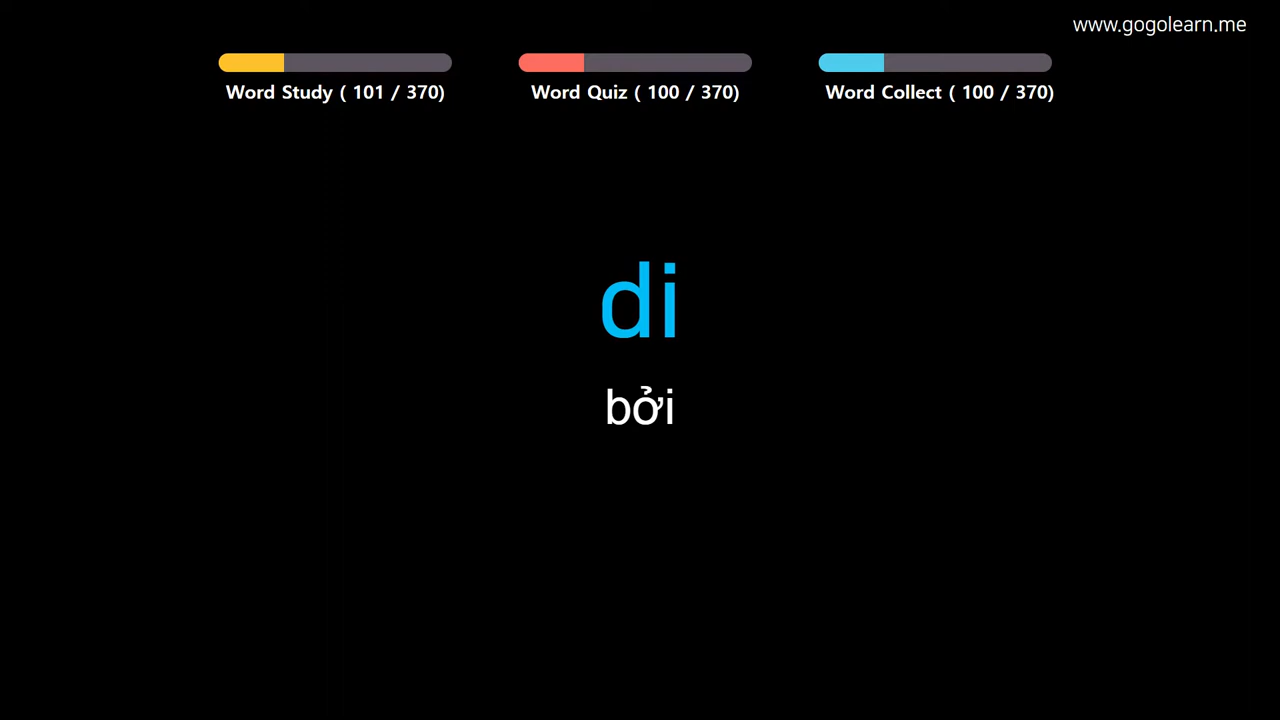 www.gogolearn.me
Word Study ( 101 / 370)
Word Quiz ( 100 / 370)
Word Collect ( 100 / 370)
di
bởi